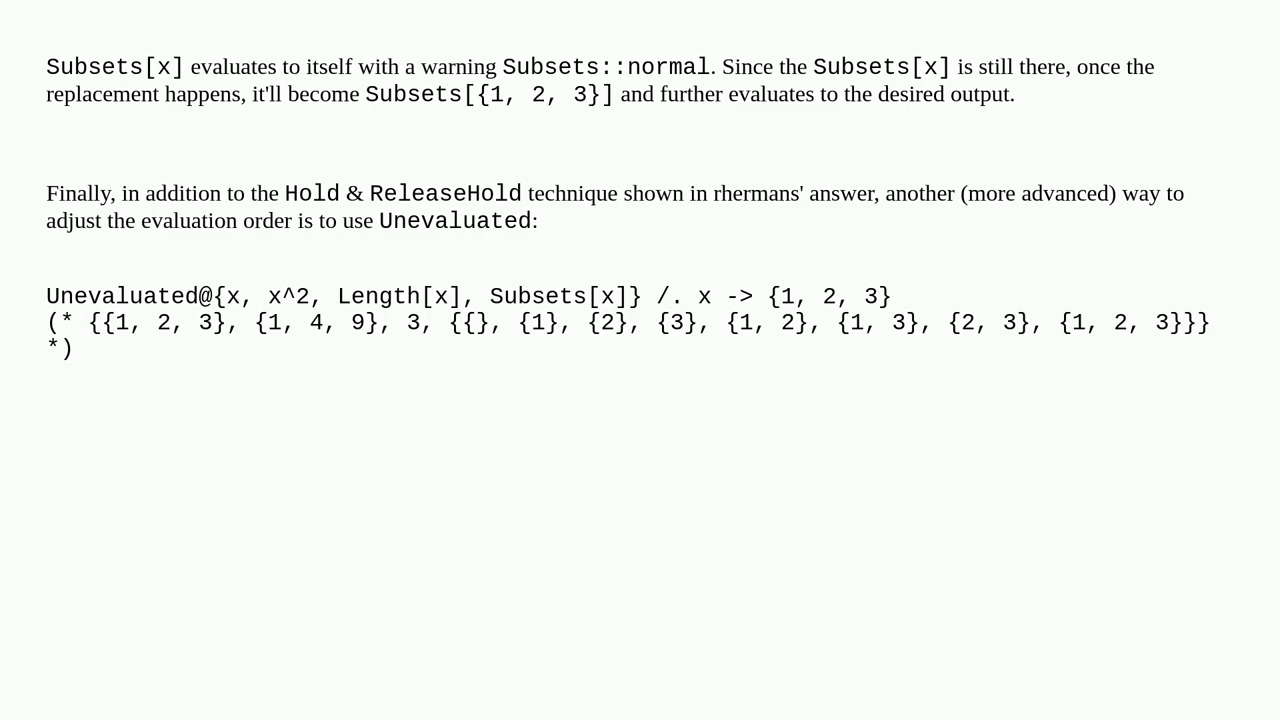 Subsets[x] evaluates to itself with a warning Subsets::normal. Since the Subsets[x] is still there, once the
replacement happens, it'll become Subsets[{1, 2, 3}] and further evaluates to the desired output.
Finally, in addition to the Hold & ReleaseHold technique shown in rhermans' answer, another (more advanced) way to
adjust the evaluation order is to use Unevaluated:
Unevaluated@{x, x^2, Length[x], Subsets[x]} /. x -> {1, 2, 3}
(* {{1, 2, 3}, {1, 4, 9}, 3, {{}, {1}, {2}, {3}, {1, 2}, {1, 3}, {2, 3}, {1, 2, 3}}}
*)